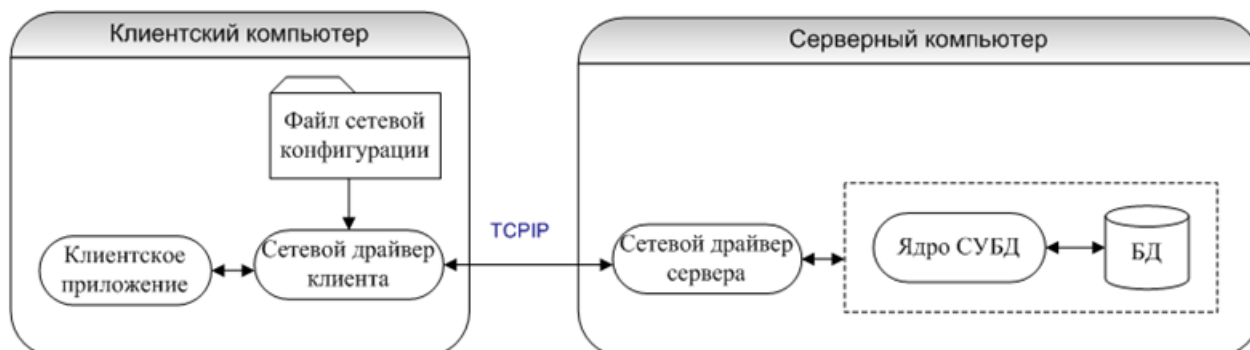 Клиентский компьютер
Серверный компьютер
Файл сетевой
конфигурации
TCPIP
Клиентское
приложение
Сетевой драйвер
клиента
Сетевой драйвер
сервера
Ядро СУБД
БД